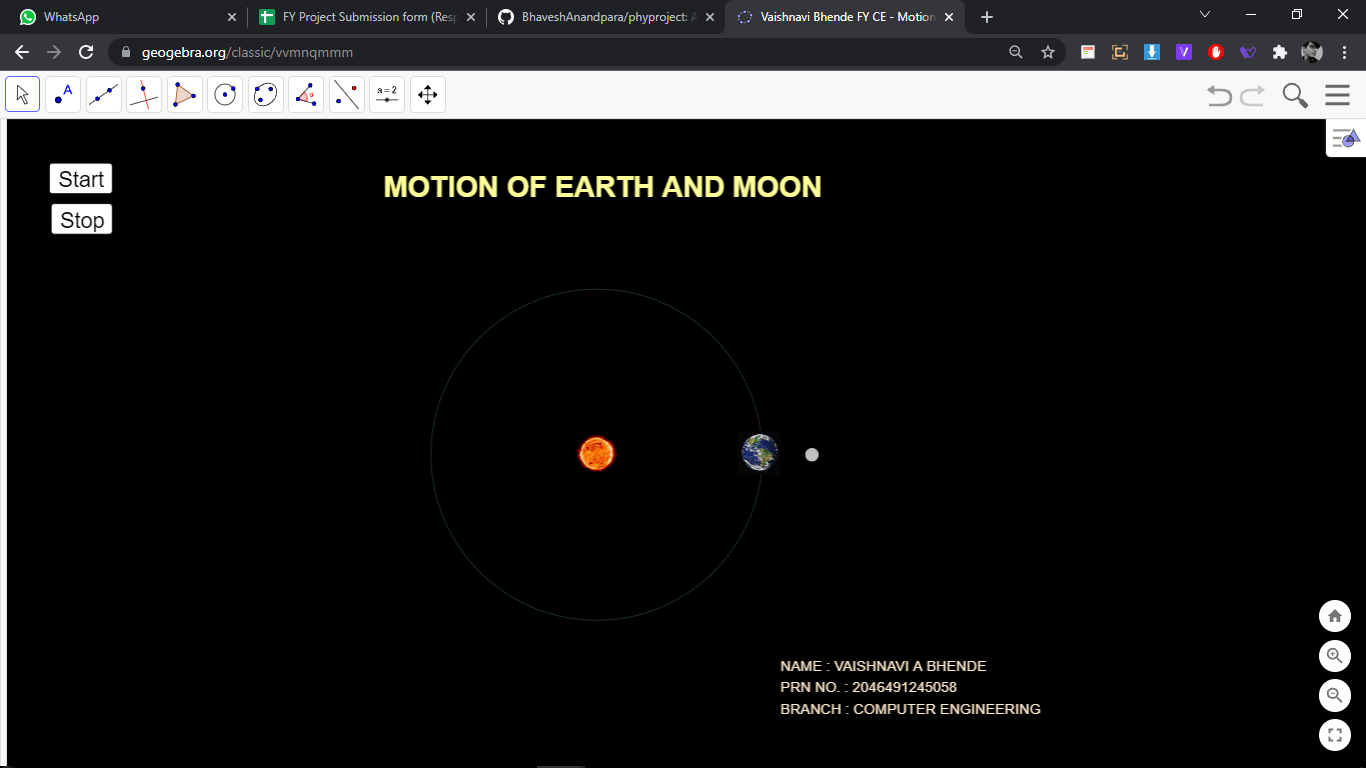 WhatsApp
FY Project Submission form (Resp
BhaveshAnandpara/phyproject: A
Vaishnavi Bhende FY CE - Motion
geogebra.org/classic/vvmnqmmm
A
a = 2
Start
Stop
MOTION OF EARTH AND MOON
NAME : VAISHNAVI A BHENDE
PRN NO. : 2046491245058
BRANCH : COMPUTER ENGINEERING